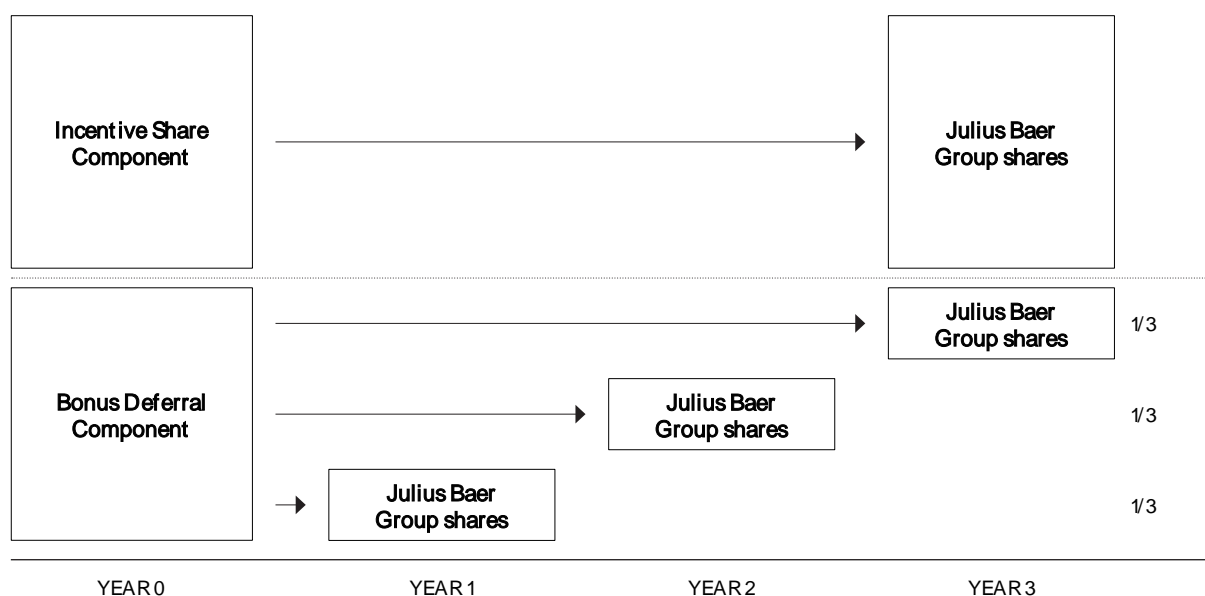 Incentive Share
Component
Julius Baer
Group shares
Bonus Deferral
Component
Julius Baer
Group shares
1/3
Julius Baer
Group shares
1/3
Julius Baer
Group shares
1/3
YEAR 0
YEAR 1
YEAR 2
YEAR 3